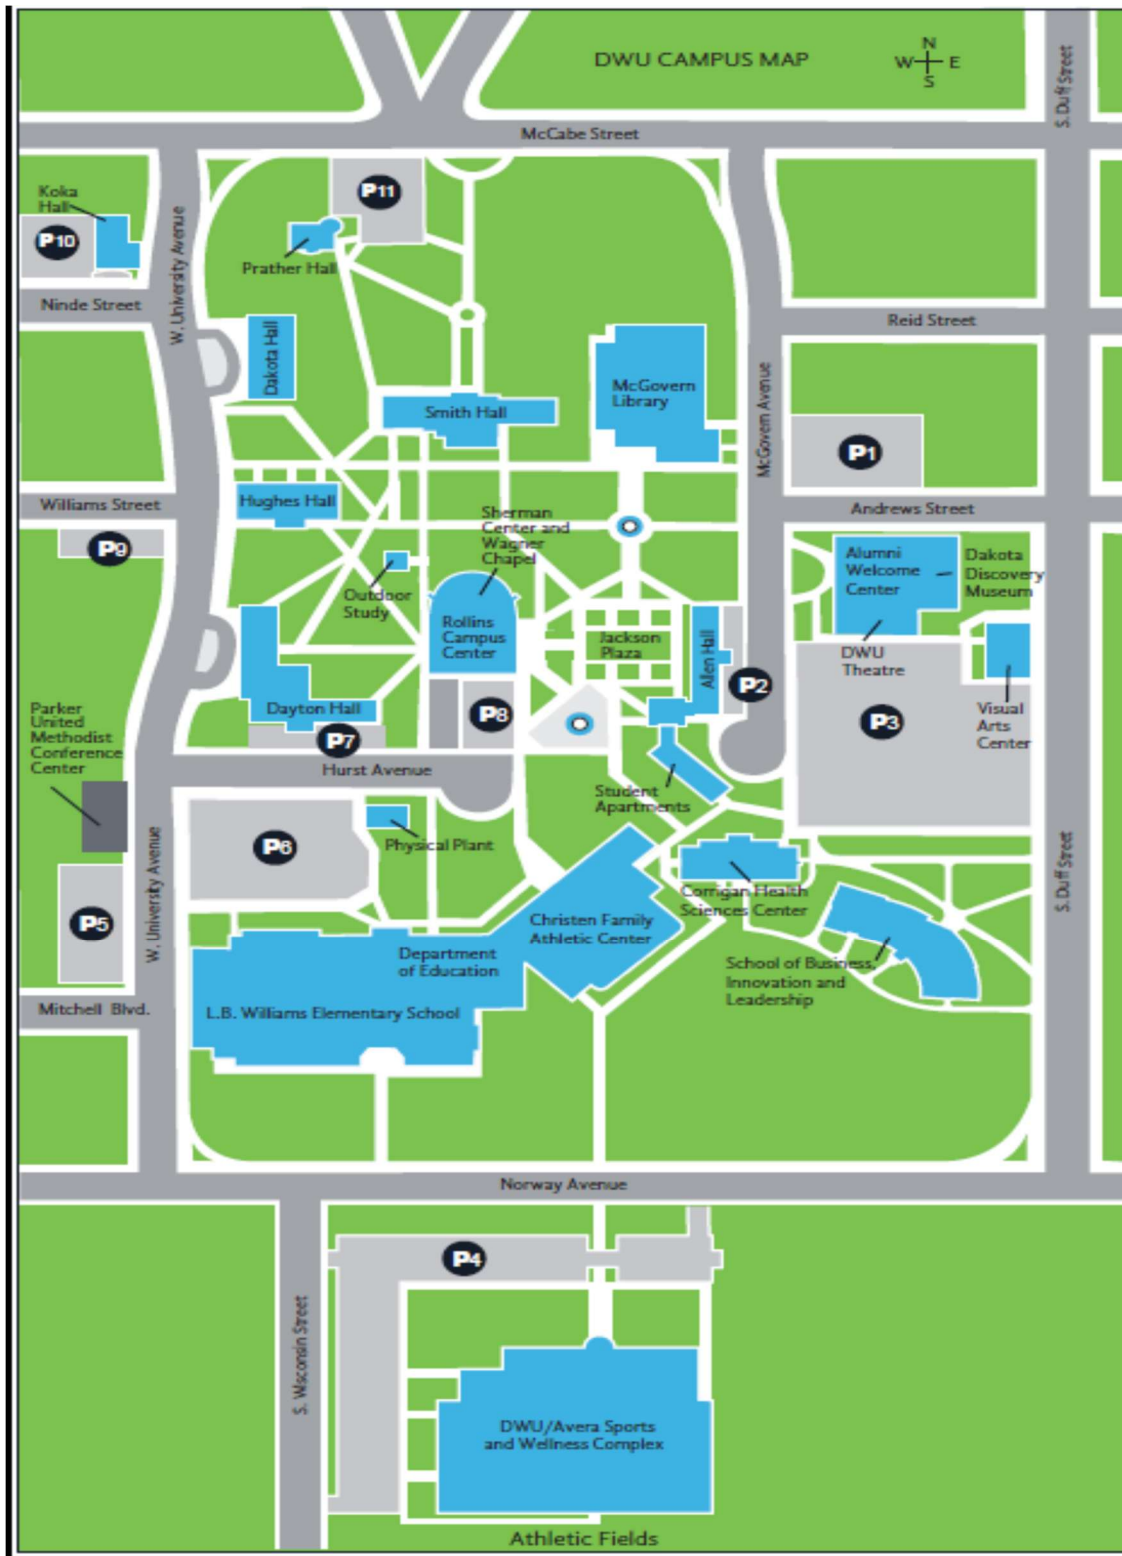 DWU CAMPUS MAP
N
W E
S
S. Duff Street
McCabe Street
Koka
Hall
P11
P10
W. University Avenue
Prather Hall
Ninde Street
Reid Street
Dakota Hall
McGovern
Library
Smith Hall
McGovern Avenue
P1
Williams Street
Hughes Hall
Andrews Street
Sherman
Center and
Wagner
Chapel
P9
Alumni
Welcome
Center
Dakota
Discovery
Museum
Outdoor
Study
Rollins
Campus
Center
Jackson
Plaza
Allen Hall
DWU
Theatre
P2
Dayton Hall
P8
P3
Visual
Arts
Center
Parker
United
Methodist
Conference
Center
P7
Hurst Avenue
Student
Apartments
P6
Physical Plant
W. University Avenue
S. Duff Street
Corrigan Health
Sciences Center
P5
Christen Family
Athletic Center
Department
of Education
School of Business,
Innovation and
Leadership
Mitchell Blvd.
L.B. Williams Elementary School
Norway Avenue
P4
S. Wisconsin Street
DWU/Avera Sports
and Wellness Complex
Athletic Fields